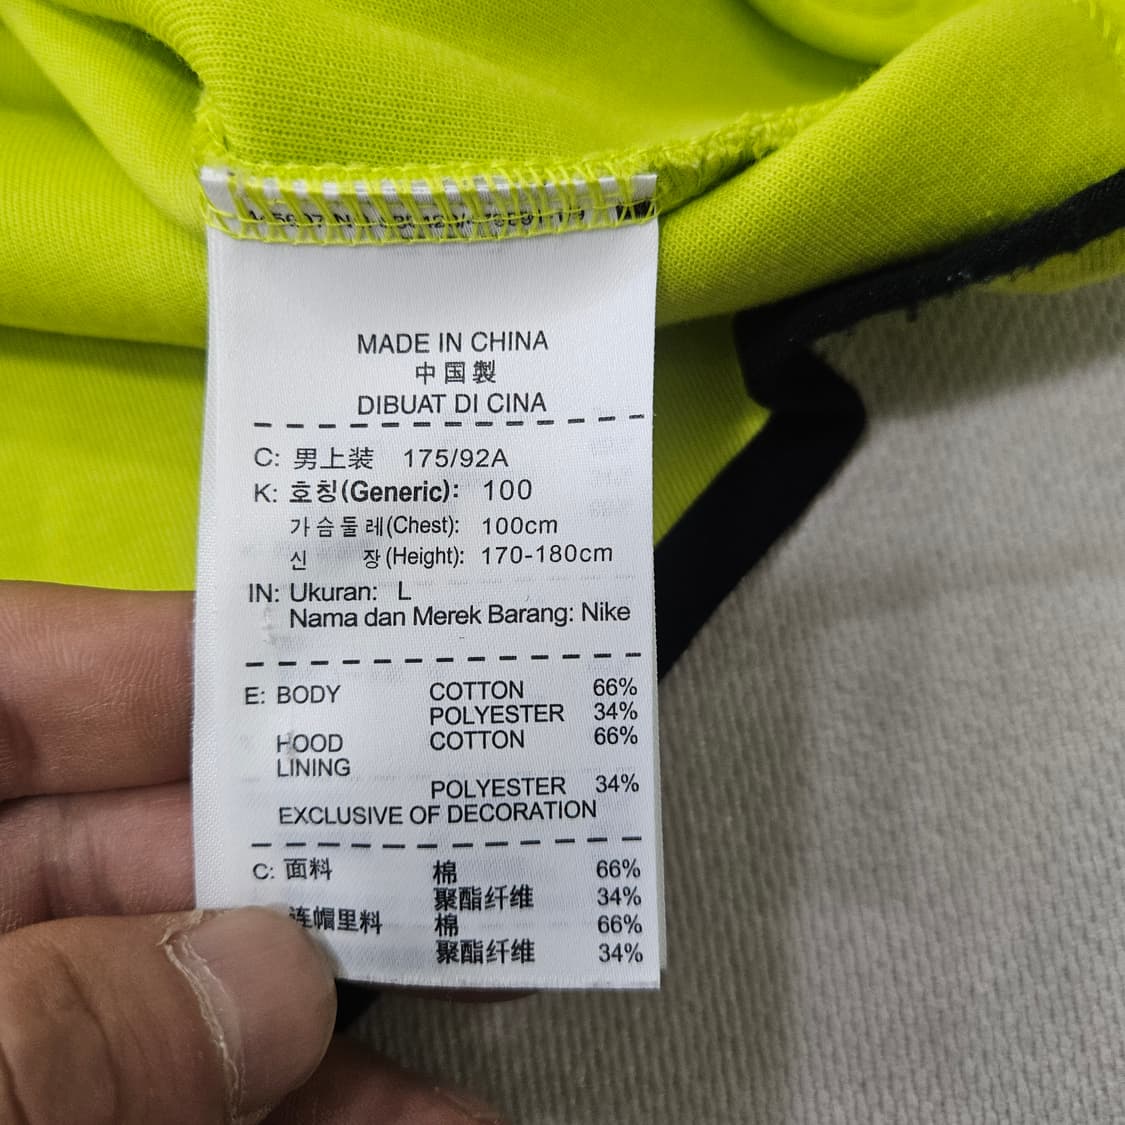 MADE IN CHINA
中国製
DIBUAT DI CINA
C: 男上装 175/92A
K: 호칭(Generic): 100
가슴둘레(Chest): 100cm
신 장(Height): 170-180cm
IN: Ukuran: L
Nama dan Merek Barang: Nike
E: BODY COTTON 66%
POLYESTER 34%
HOOD COTTON 66%
LINING
POLYESTER 34%
EXCLUSIVE OF DECORATION
C: 面料 棉 66%
聚酯纤维 34%
连帽里料 棉 66%
聚酯纤维 34%